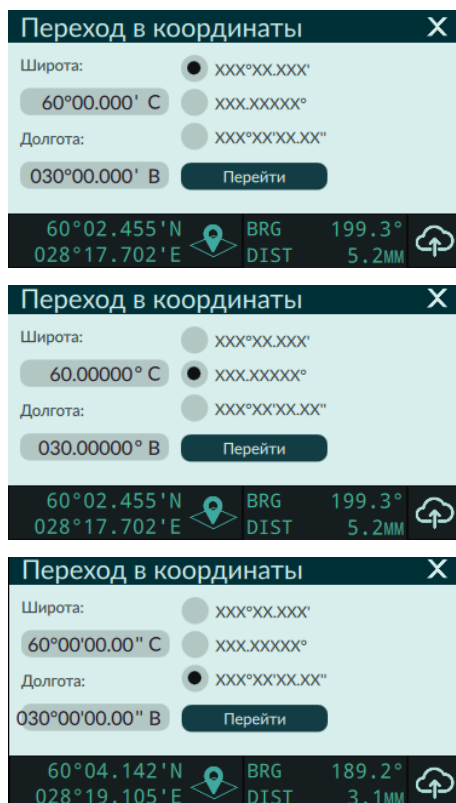 Переход в координаты X
Широта:
XXX°XX.XXX'
60°00.000' С
XXX.XXXXX°
Долгота:
XXX°XX'XX.XX"
030°00.000' В
Перейти
60°02.455'N BRG 199.3°
028°17.702'E DIST 5.2мм
Переход в координаты X
Широта:
XXX°XX.XXX'
60.00000° С
XXX.XXXXX°
Долгота:
XXX°XX'XX.XX"
030.00000° В
Перейти
60°02.455'N BRG 199.3°
028°17.702'E DIST 5.2мм
Переход в координаты X
Широта:
XXX°XX.XXX'
60°00'00.00" С
XXX.XXXXX°
Долгота:
XXX°XX'XX.XX"
030°00'00.00" В
Перейти
60°04.142'N BRG 189.2°
028°19.105'E DIST 3.1мм